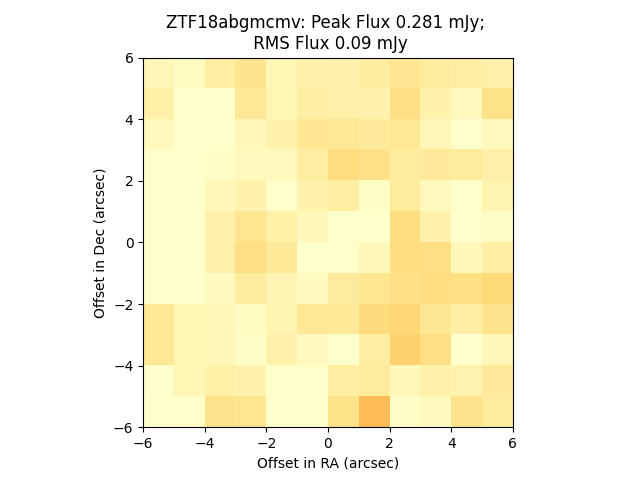 ZTF18abgmcmv: Peak Flux 0.281 mJy;
RMS Flux 0.09 mJy
6
4
2
0
−2
−4
−6
Offset in Dec (arcsec)
−6 −4 −2 0 2 4 6
Offset in RA (arcsec)